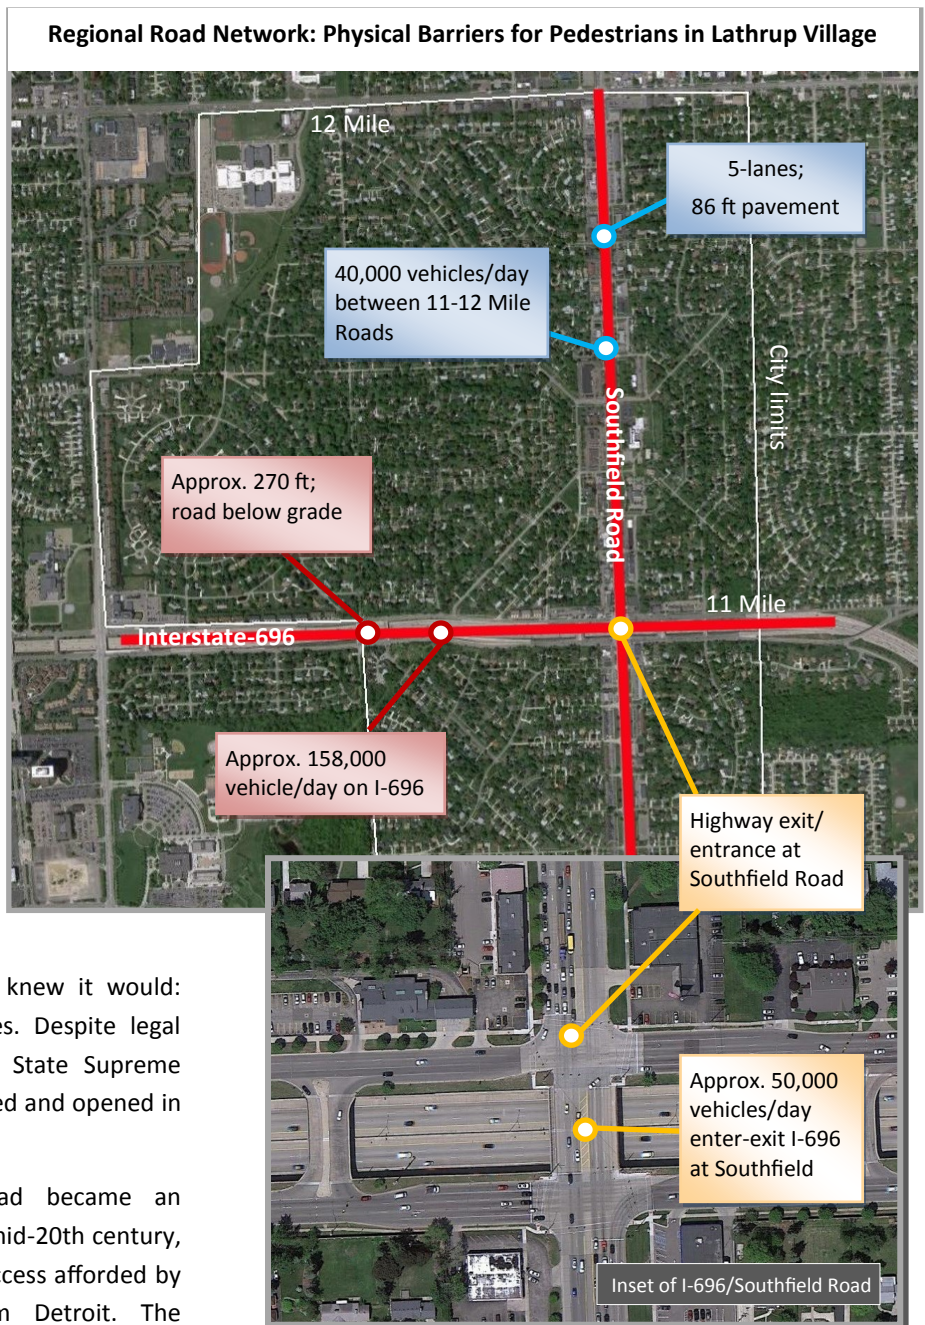 Regional Road Network: Physical Barriers for Pedestrians in Lathrup Village
12 Mile
5-lanes;
86 ft pavement
40,000 vehicles/day
between 11-12 Mile
Roads
City limits
Southfield Road
Approx. 270 ft;
road below grade
11 Mile
Interstate-696
Approx. 158,000
vehicle/day on I-696
Highway exit/
entrance at
Southfield Road
Approx. 50,000
vehicles/day
enter-exit I-696
at Southfield
Inset of I-696/Southfield Road
knew it would:
es. Despite legal
State Supreme
ed and opened in
ad became an
mid-20th century,
ccess afforded by
m Detroit. The